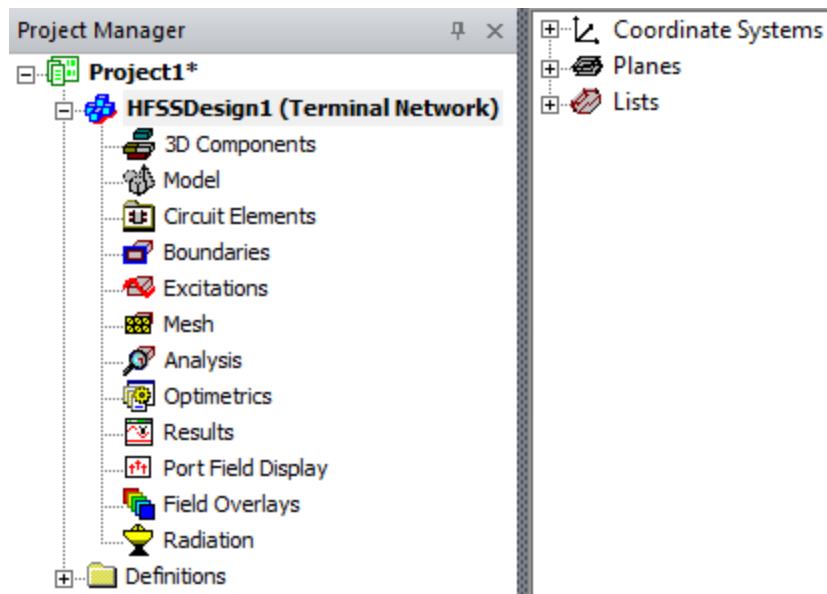 Project Manager
Project1*
HFSSDesign1 (Terminal Network)
3D Components
Model
Circuit Elements
Boundaries
Excitations
Mesh
Analysis
Optimetrics
Results
Port Field Display
Field Overlays
Radiation
Definitions
Coordinate Systems
Planes
Lists